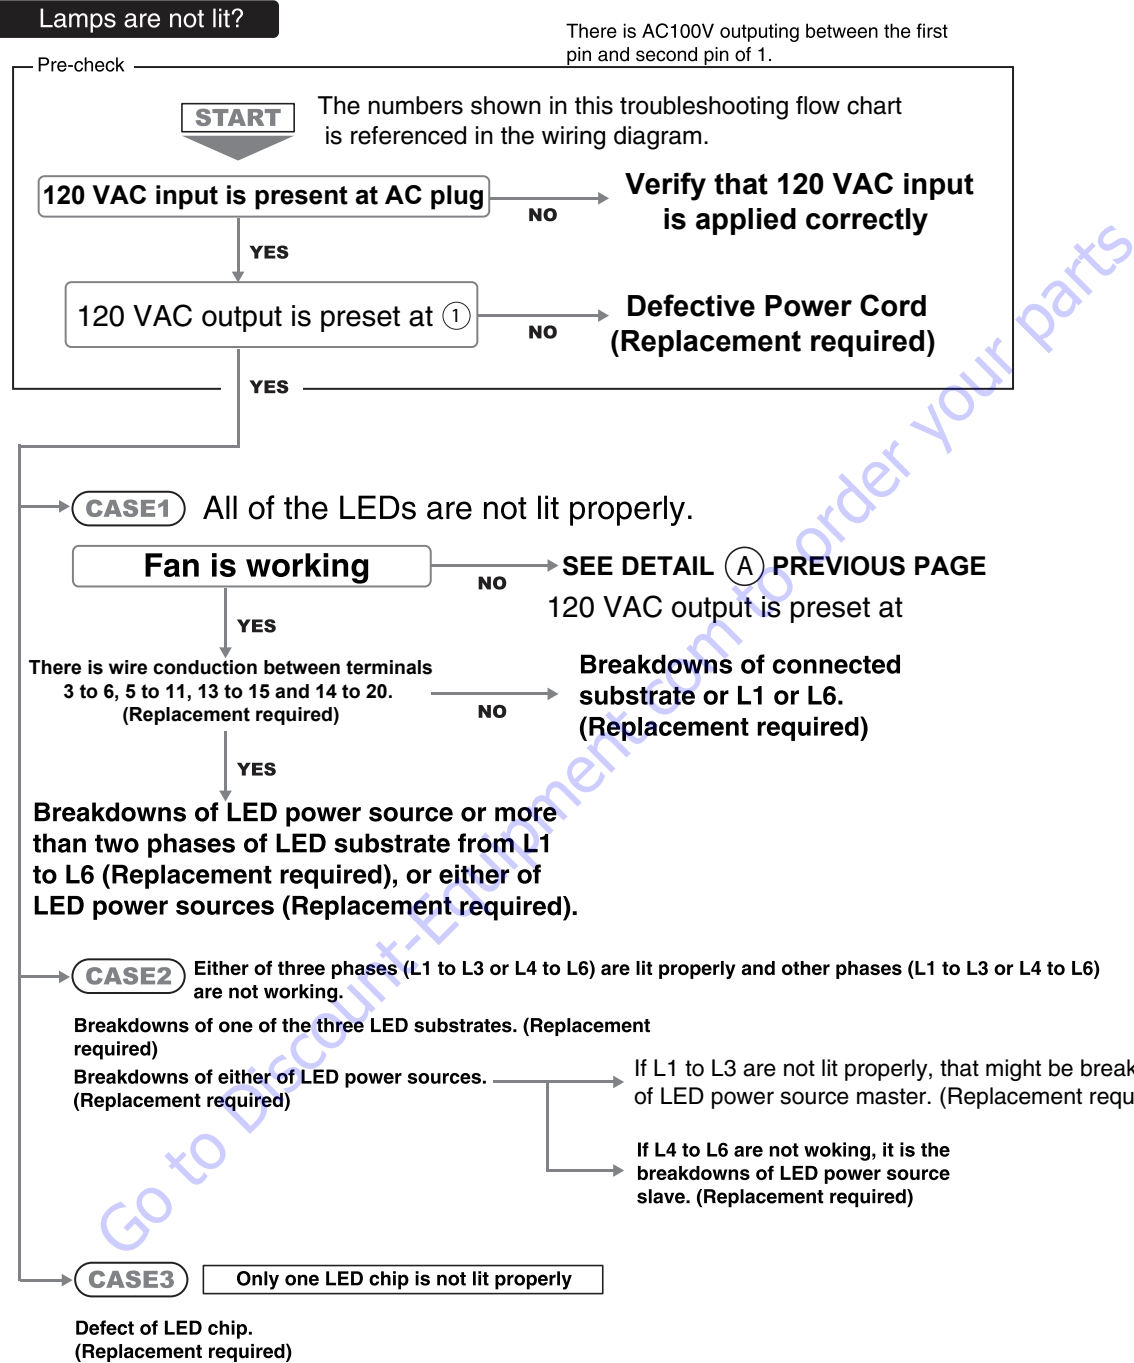 Lamps are not lit?
There is AC100V outputing between the first
pin and second pin of 1.
Pre-check
START
The numbers shown in this troubleshooting flow chart
is referenced in the wiring diagram.
120 VAC input is present at AC plug
NO
Verify that 120 VAC input
is applied correctly
YES
120 VAC output is preset at 1
NO
Defective Power Cord
(Replacement required)
YES
CASE1
All of the LEDs are not lit properly.
Fan is working
NO
SEE DETAIL A PREVIOUS PAGE
120 VAC output is preset at
YES
There is wire conduction between terminals
3 to 6, 5 to 11, 13 to 15 and 14 to 20.
(Replacement required)
NO
Breakdowns of connected
substrate or L1 or L6.
(Replacement required)
YES
Breakdowns of LED power source or more
than two phases of LED substrate from L1
to L6 (Replacement required), or either of
LED power sources (Replacement required).
CASE2
Either of three phases (L1 to L3 or L4 to L6) are lit properly and other phases (L1 to L3 or L4 to L6)
are not working.
Breakdowns of one of the three LED substrates. (Replacement
required)
Breakdowns of either of LED power sources.
(Replacement required)
If L1 to L3 are not lit properly, that might be break
of LED power source master. (Replacement requ
If L4 to L6 are not woking, it is the
breakdowns of LED power source
slave. (Replacement required)
CASE3
Only one LED chip is not lit properly
Defect of LED chip.
(Replacement required)
Go to Discount-Equipment.com to order your parts